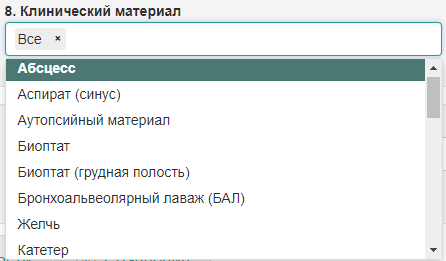 8. Клинический материал
Все ×
Абсцесс
Аспират (синус)
Аутопсийный материал
Биоптат
Биоптат (грудная полость)
Бронхоальвеолярный лаваж (БАЛ)
Желчь
Катетер